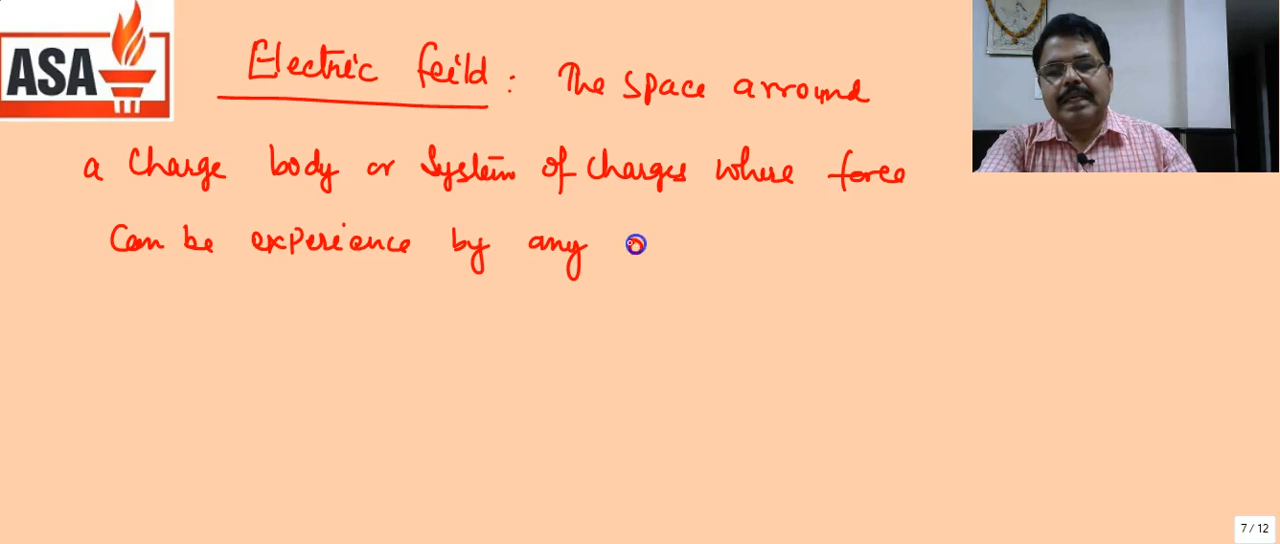 ASA
Electric feild : The space arround
a charge body or system of charges where force
can be experience by any
7 / 12